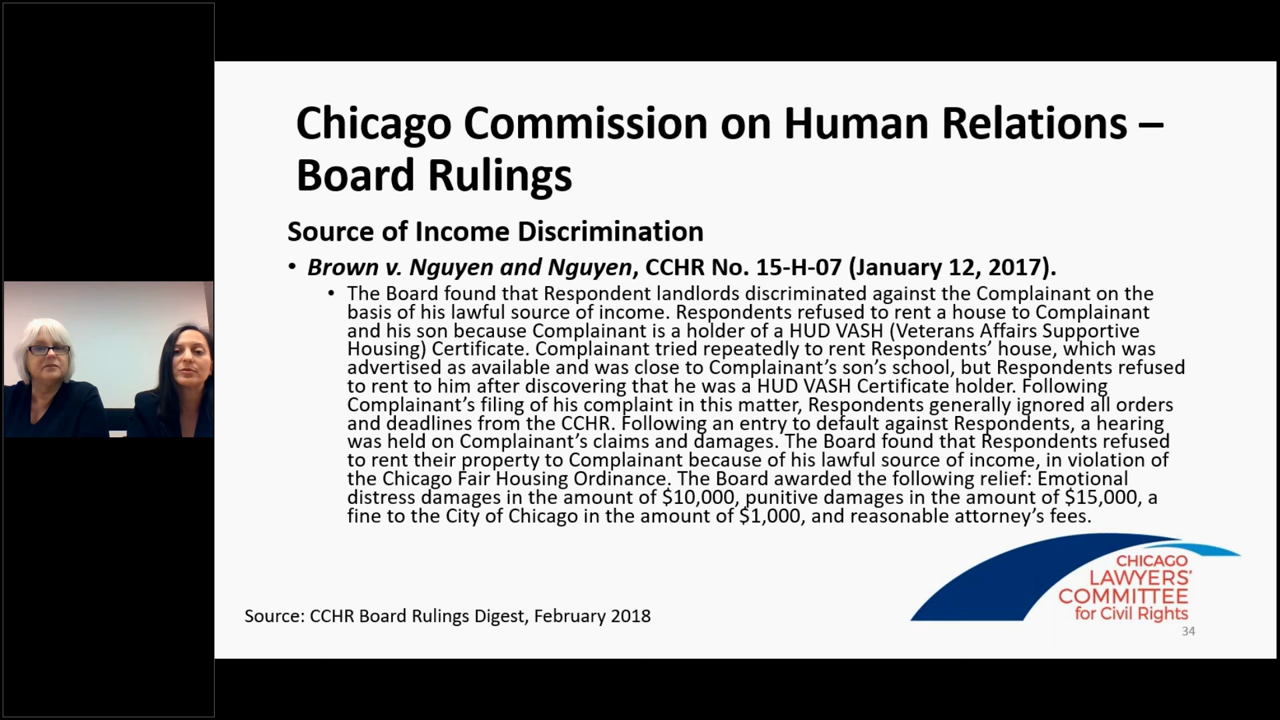 Chicago Commission on Human Relations –
Board Rulings
Source of Income Discrimination
• Brown v. Nguyen and Nguyen, CCHR No. 15-H-07 (January 12, 2017).
• The Board found that Respondent landlords discriminated against the Complainant on the
basis of his lawful source of income. Respondents refused to rent a house to Complainant
and his son because Complainant is a holder of a HUD VASH (Veterans Affairs Supportive
Housing) Certificate. Complainant tried repeatedly to rent Respondents’ house, which was
advertised as available and was close to Complainant’s son’s school, but Respondents refused
to rent to him after discovering that he was a HUD VASH Certificate holder. Following
Complainant’s filing of his complaint in this matter, Respondents generally ignored all orders
and deadlines from the CCHR. Following an entry to default against Respondents, a hearing
was held on Complainant’s claims and damages. The Board found that Respondents refused
to rent their property to Complainant because of his lawful source of income, in violation of
the Chicago Fair Housing Ordinance. The Board awarded the following relief: Emotional
distress damages in the amount of $10,000, punitive damages in the amount of $15,000, a
fine to the City of Chicago in the amount of $1,000, and reasonable attorney’s fees.
CHICAGO
LAWYERS’
COMMITTEE
for Civil Rights
Source: CCHR Board Rulings Digest, February 2018
34